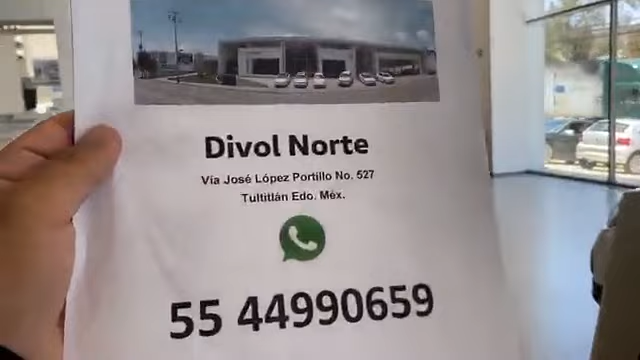 Divol Norte
Vía José López Portillo No. 527
Tultitlán Edo. Méx.
55 44990659